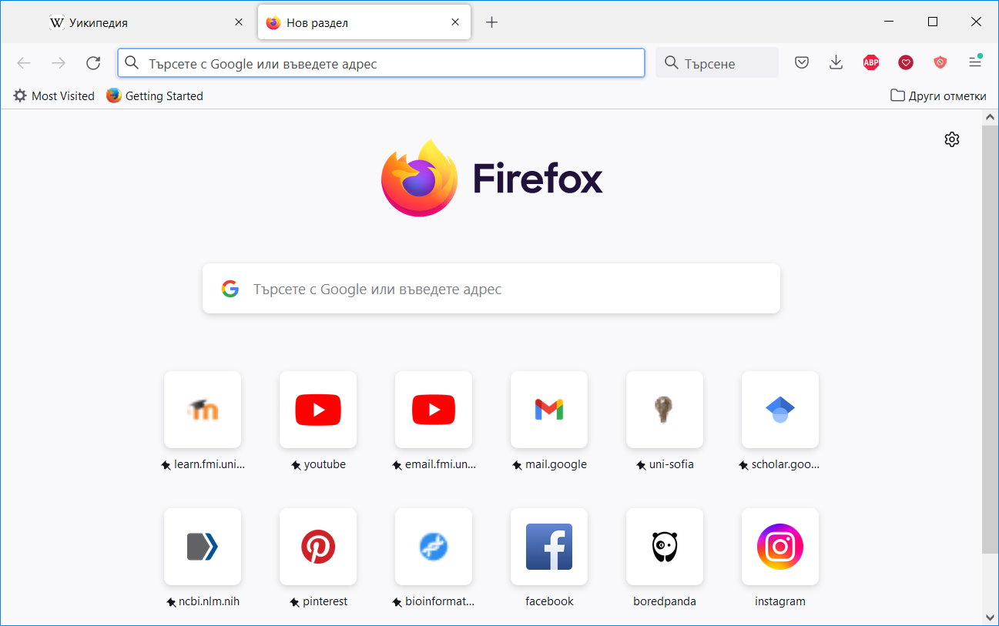 W Уикипедия
Нов раздел
Търсете с Google или въведете адрес
Търсене
ABP
Most Visited
Getting Started
Други отметки
Firefox
Търсете с Google или въведете адрес
learn.fmi.uni...
youtube
email.fmi.un...
mail.google
uni-sofia
scholar.goo...
ncbi.nlm.nih
pinterest
bioinformat...
facebook
boredpanda
instagram